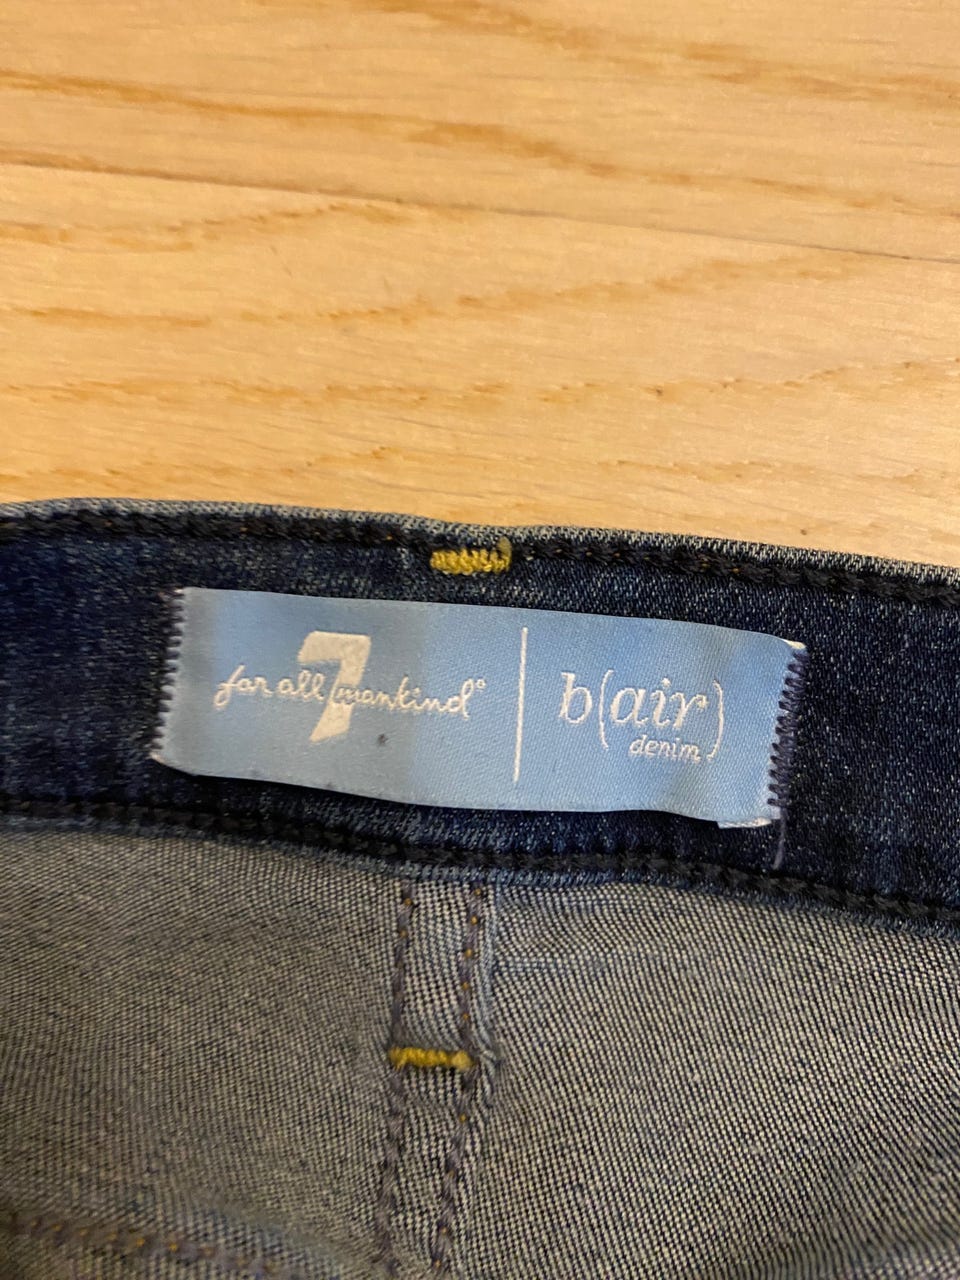 7
for all mankind®
b(air)
denim